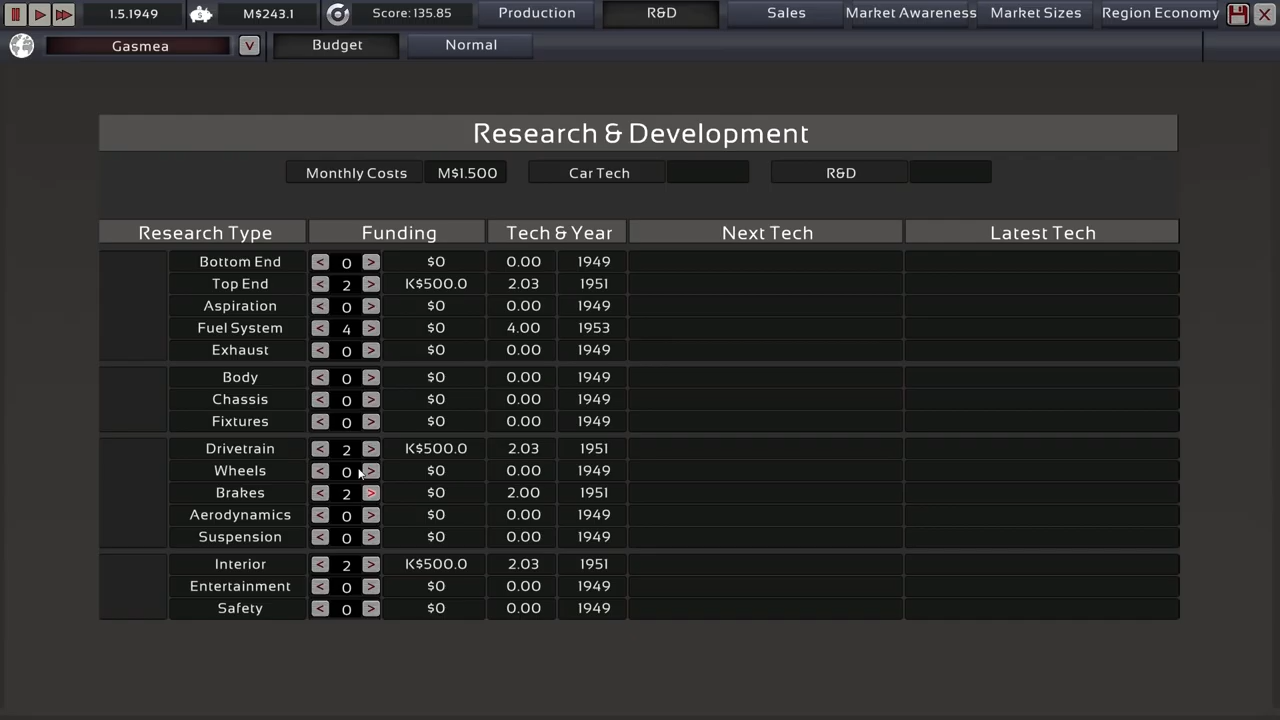 1.5.1949 M$243.1 Score: 135.85 Production R&D Sales Market Awareness Market Sizes Region Economy
Gasmea V Budget Normal
Research & Development
Monthly Costs M$1.500 Car Tech R&D
Research Type Funding Tech & Year Next Tech Latest Tech
Bottom End < 0 > $0 0.00 1949
Top End < 2 > K$500.0 2.03 1951
Aspiration < 0 > $0 0.00 1949
Fuel System < 4 > $0 4.00 1953
Exhaust < 0 > $0 0.00 1949
Body < 0 > $0 0.00 1949
Chassis < 0 > $0 0.00 1949
Fixtures < 0 > $0 0.00 1949
Drivetrain < 2 > K$500.0 2.03 1951
Wheels < 0 > $0 0.00 1949
Brakes < 2 > $0 2.00 1951
Aerodynamics < 0 > $0 0.00 1949
Suspension < 0 > $0 0.00 1949
Interior < 2 > K$500.0 2.03 1951
Entertainment < 0 > $0 0.00 1949
Safety < 0 > $0 0.00 1949